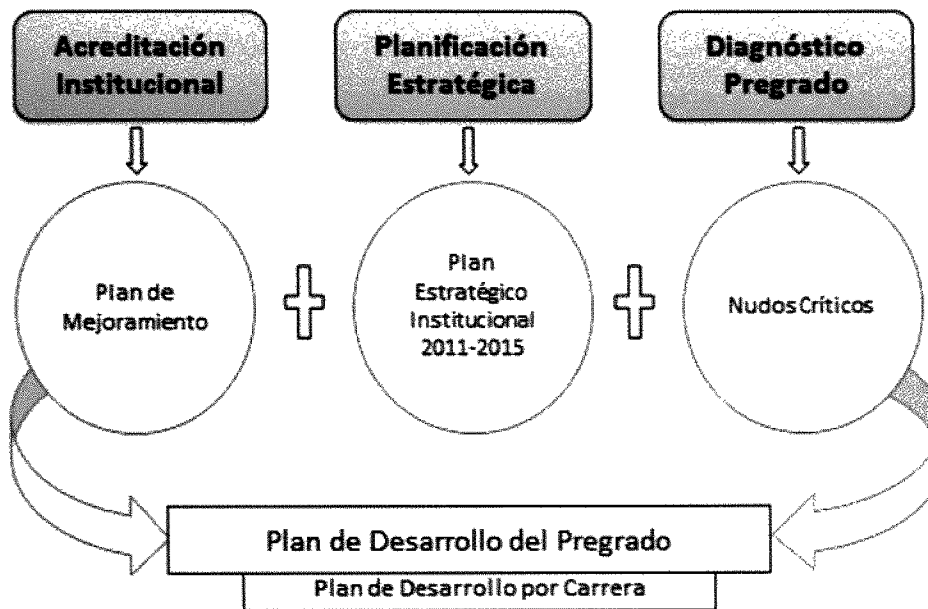 Acreditación
Institucional
Planificación
Estratégica
Diagnóstico
Pregrado
Plan de
Mejoramiento
Plan
Estratégico
Institucional
2011-2015
Nudos Críticos
Plan de Desarrollo del Pregrado
Plan de Desarrollo por Carrera